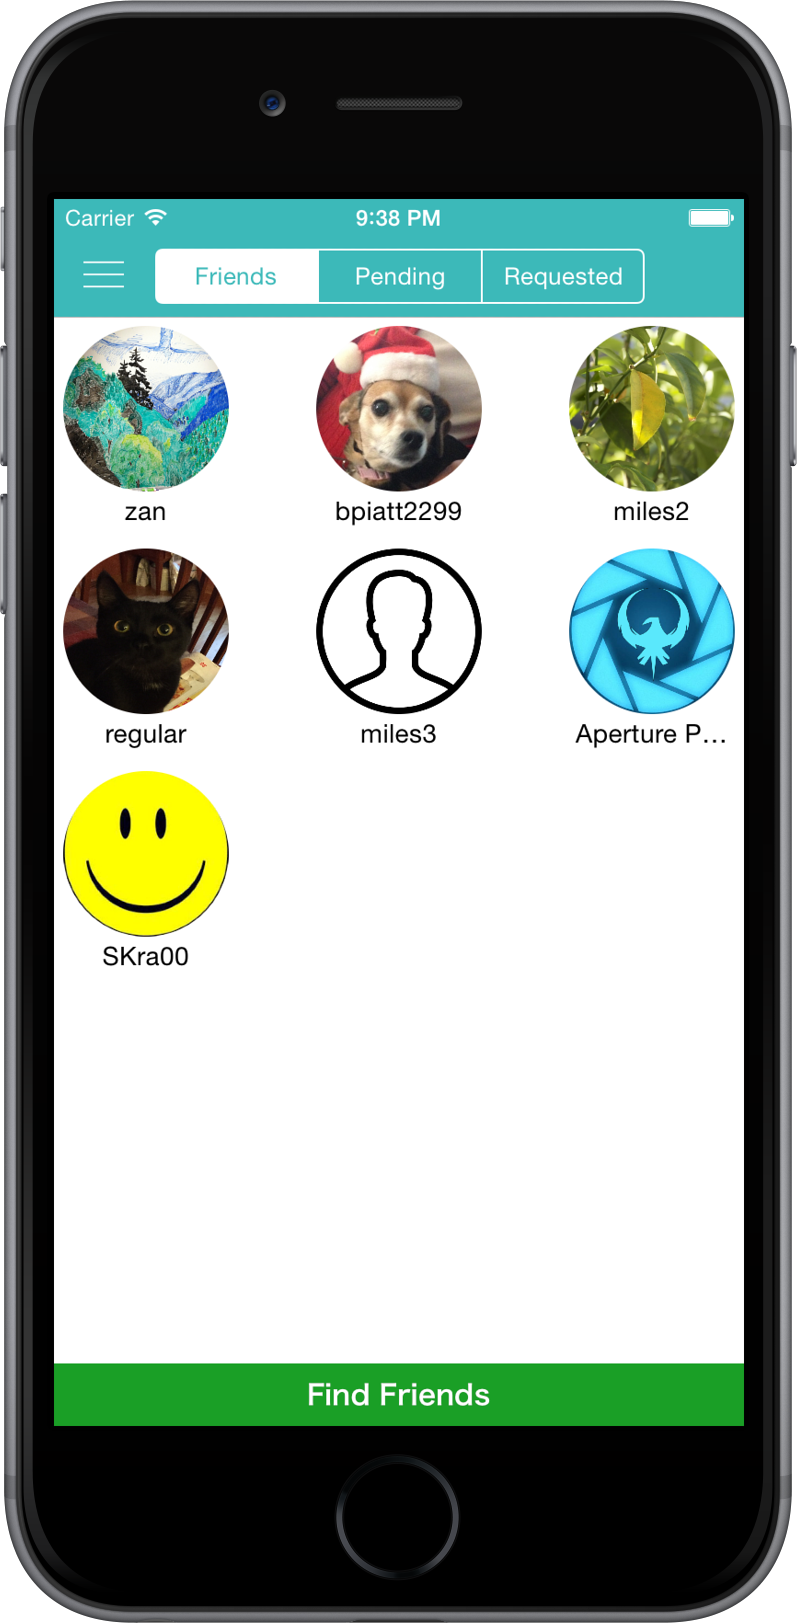 Carrier 9:38 PM
Friends Pending Requested
zan bpiatt2299 miles2
regular miles3 Aperture P...
SKra00
Find Friends